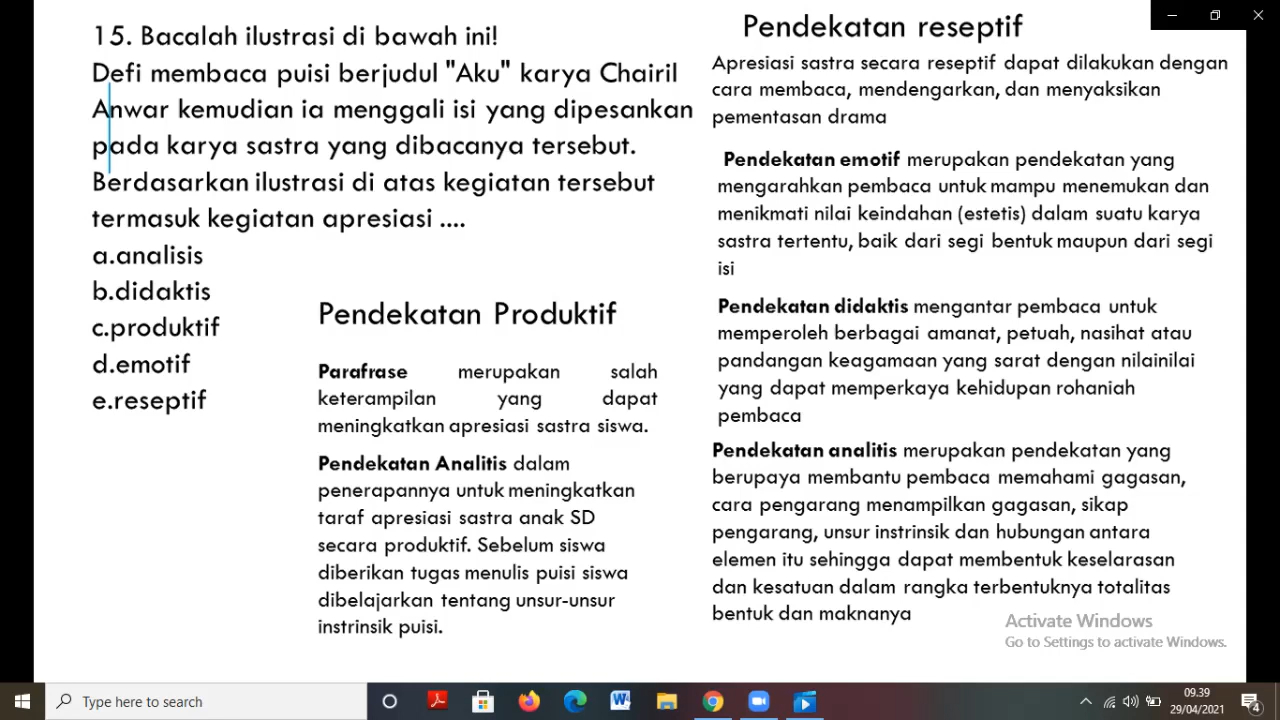 15. Bacalah ilustrasi di bawah ini!
Defi membaca puisi berjudul "Aku" karya Chairil
Anwar kemudian ia menggali isi yang dipesankan
pada karya sastra yang dibacanya tersebut.
Berdasarkan ilustrasi di atas kegiatan tersebut
termasuk kegiatan apresiasi ....
a.analisis
b.didaktis
c.produktif
d.emotif
e.reseptif
Pendekatan Produktif
Parafrase merupakan salah
keterampilan yang dapat
meningkatkan apresiasi sastra siswa.
Pendekatan Analitis dalam
penerapannya untuk meningkatkan
taraf apresiasi sastra anak SD
secara produktif. Sebelum siswa
diberikan tugas menulis puisi siswa
dibelajarkan tentang unsur-unsur
instrinsik puisi.
Pendekatan reseptif
Apresiasi sastra secara reseptif dapat dilakukan dengan
cara membaca, mendengarkan, dan menyaksikan
pementasan drama
Pendekatan emotif merupakan pendekatan yang
mengarahkan pembaca untuk mampu menemukan dan
menikmati nilai keindahan (estetis) dalam suatu karya
sastra tertentu, baik dari segi bentuk maupun dari segi
isi
Pendekatan didaktis mengantar pembaca untuk
memperoleh berbagai amanat, petuah, nasihat atau
pandangan keagamaan yang sarat dengan nilainilai
yang dapat memperkaya kehidupan rohaniah
pembaca
Pendekatan analitis merupakan pendekatan yang
berupaya membantu pembaca memahami gagasan,
cara pengarang menampilkan gagasan, sikap
pengarang, unsur instrinsik dan hubungan antara
elemen itu sehingga dapat membentuk keselarasan
dan kesatuan dalam rangka terbentuknya totalitas
bentuk dan maknanya
Activate Windows
Go to Settings to activate Windows.
Type here to search
09.39
29/04/2021
4